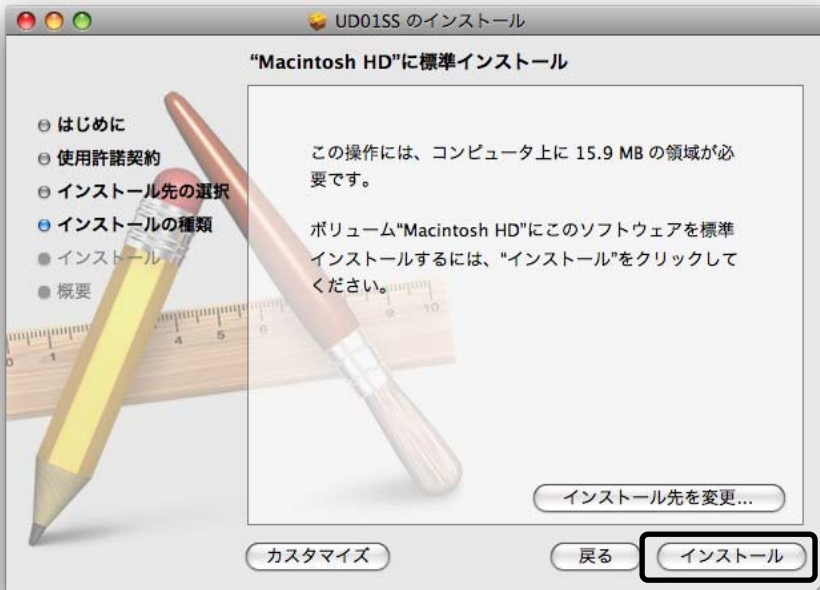 UD01SS のインストール
“Macintosh HD”に標準インストール
はじめに
使用許諾契約
インストール先の選択
インストールの種類
インストール
概要
この操作には、コンピュータ上に 15.9 MB の領域が必
要です。
ボリューム“Macintosh HD”にこのソフトウェアを標準
インストールするには、“インストール”をクリックして
ください。
0 1 4 5 6 9 10
インストール先を変更...
カスタマイズ
戻る
インストール